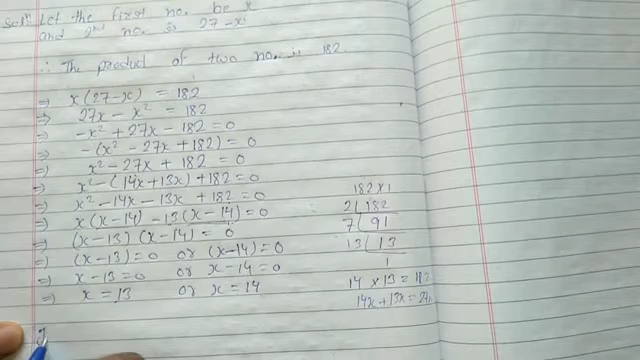 Soln Let the first no. be x
and 2nd no. is 27-x
∴ The product of two no. is 182
⇒ x(27-x) = 182
⇒ 27x - x² = 182
⇒ -x² + 27x - 182 = 0
⇒ -(x² - 27x + 182) = 0
⇒ x² - 27x + 182 = 0
⇒ x² - (14x + 13x) + 182 = 0
⇒ x² - 14x - 13x + 182 = 0
⇒ x(x-14) - 13(x-14) = 0
⇒ (x-13) (x-14) = 0
⇒ (x-13) = 0 or (x-14) = 0
⇒ x-13 = 0 or x-14 = 0
⇒ x = 13 or x = 14
182×1
2 | 182
7 | 91
13 | 13
1
14 × 13 = 182
14x + 13x = 27x